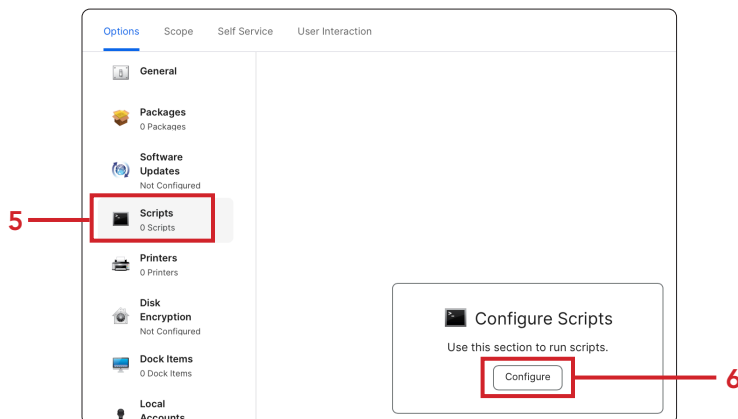 Options Scope Self Service User Interaction
General
Packages
0 Packages
Software
Updates
Not Configured
Scripts
0 Scripts
Printers
0 Printers
Disk
Encryption
Not Configured
Dock Items
0 Dock Items
Local
Accounts
Configure Scripts
Use this section to run scripts.
Configure
5
6